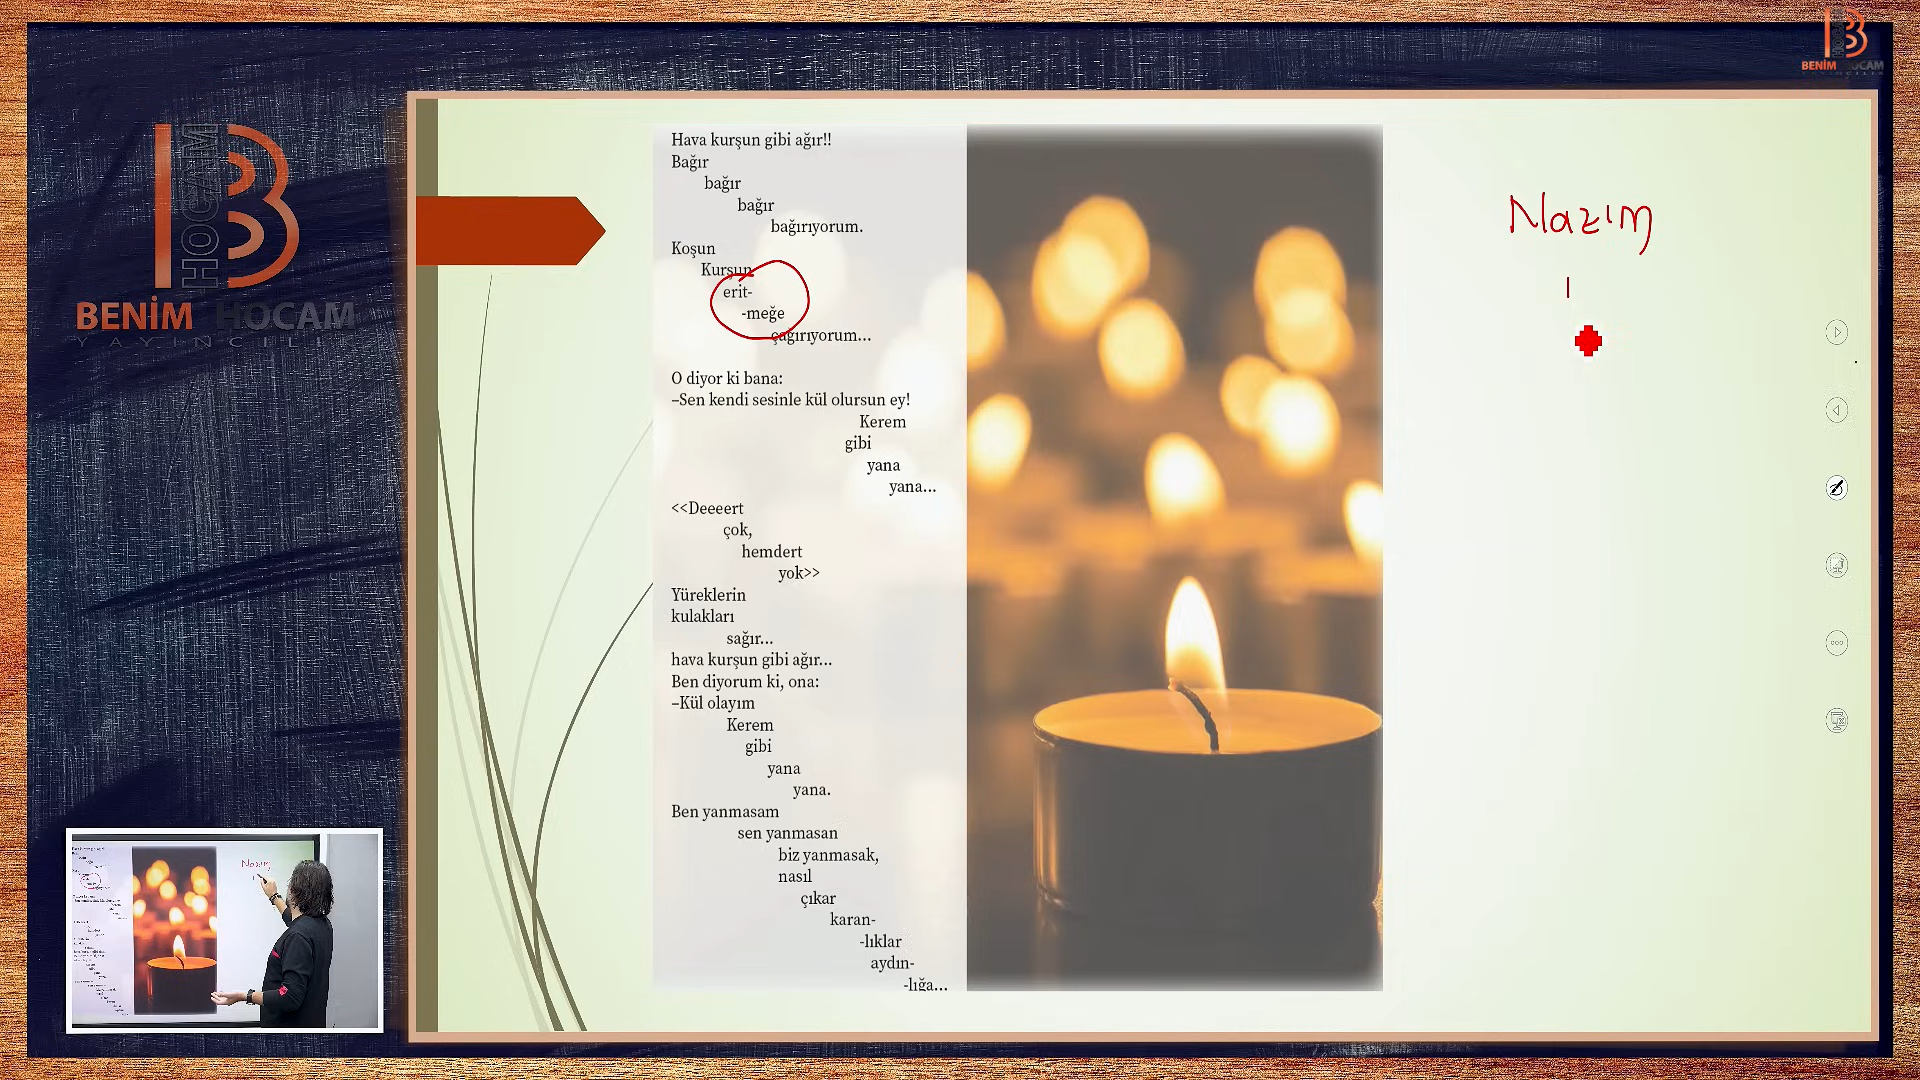 BENİM HOCAM
YAYINCILIK
HOCAM
BENİM HOCAM
YAYINCILIK
Hava kurşun gibi ağır!!
Bağır
bağır
bağır
bağırıyorum.
Koşun
Kurşun
erit-
-meğe
çağırıyorum...
O diyor ki bana:
–Sen kendi sesinle kül olursun ey!
Kerem
gibi
yana
yana...
<<Deeeert
çok,
hemdert
yok>>
Yüreklerin
kulakları
sağır...
hava kurşun gibi ağır...
Ben diyorum ki, ona:
–Kül olayım
Kerem
gibi
yana
yana.
Ben yanmasam
sen yanmasan
biz yanmasak,
nasıl
çıkar
karan-
-lıklar
aydın-
-lığa...
Nazım